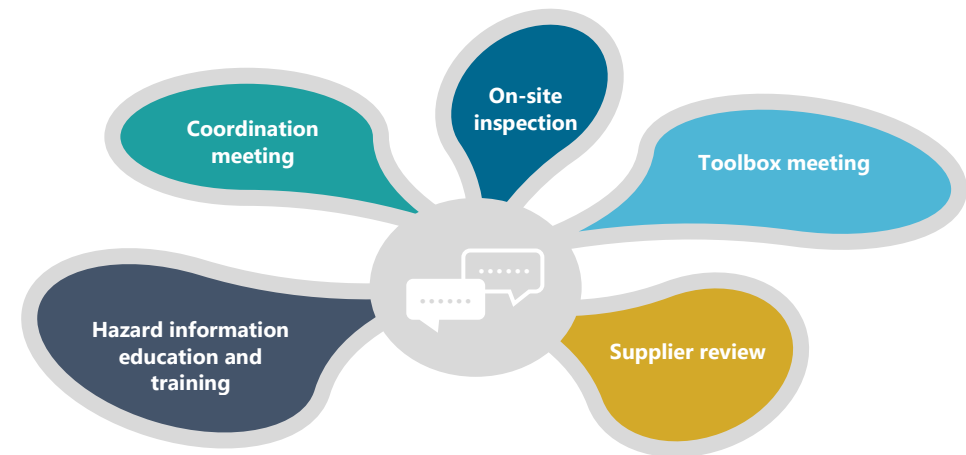 On-site
inspection
Coordination
meeting
Toolbox meeting
Hazard information
education and
training
Supplier review